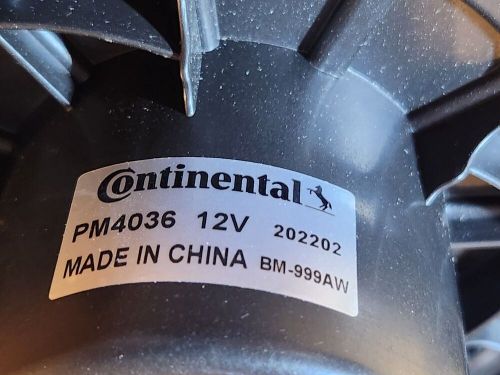 Continental
PM4036 12V 202202
MADE IN CHINA BM-999AW